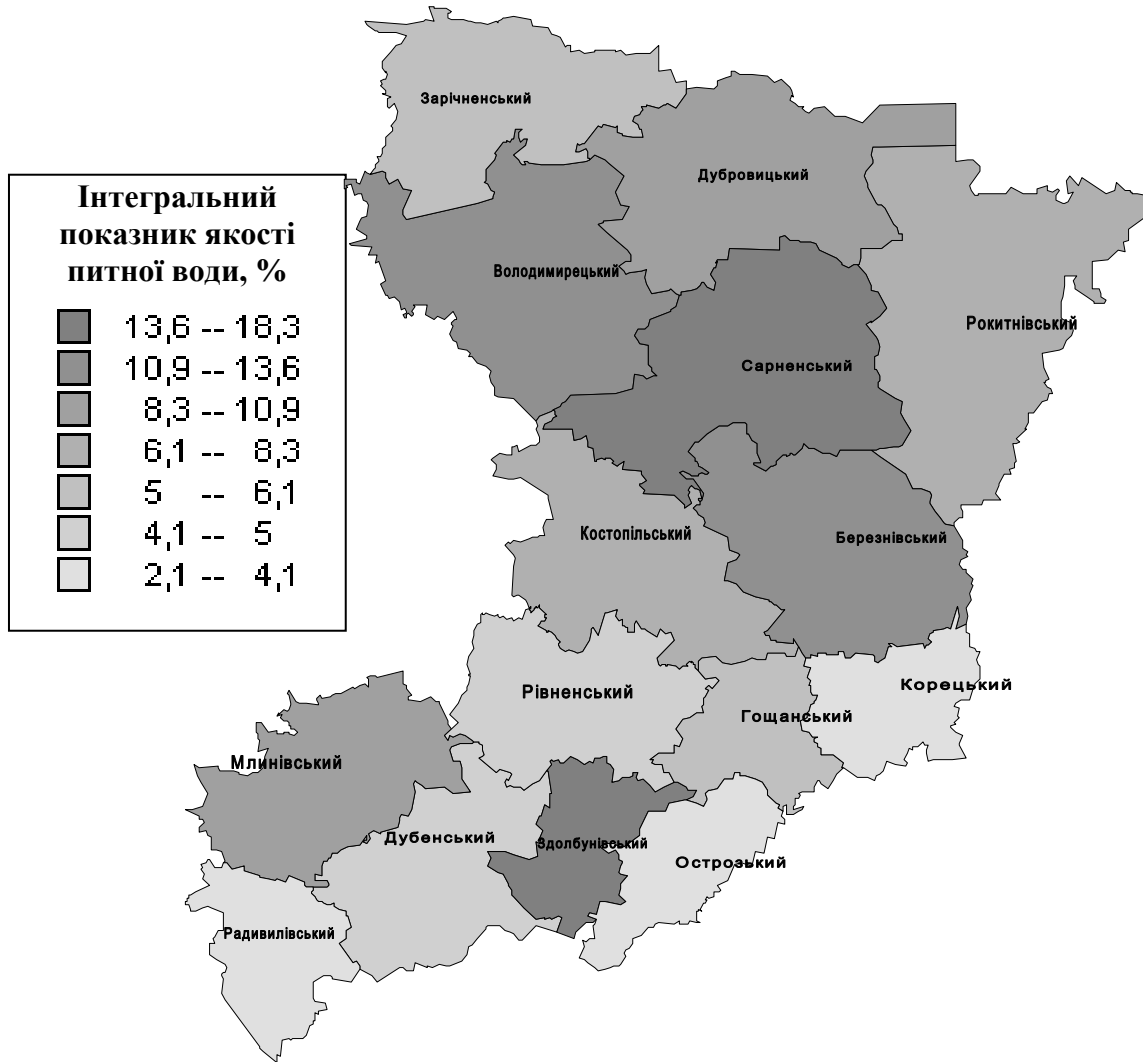 Зарічненський
Дубровицький
Інтегральний
показник якості
питної води, %
13,6 -- 18,3
10,9 -- 13,6
8,3 -- 10,9
6,1 -- 8,3
5 -- 6,1
4,1 -- 5
2,1 -- 4,1
Володимирецький
Рокитнівський
Сарненський
Костопільський
Березнівський
Рівненський
Корецький
Гощанський
Млинівський
Дубенський
Здолбунівський
Острозький
Радивилівський